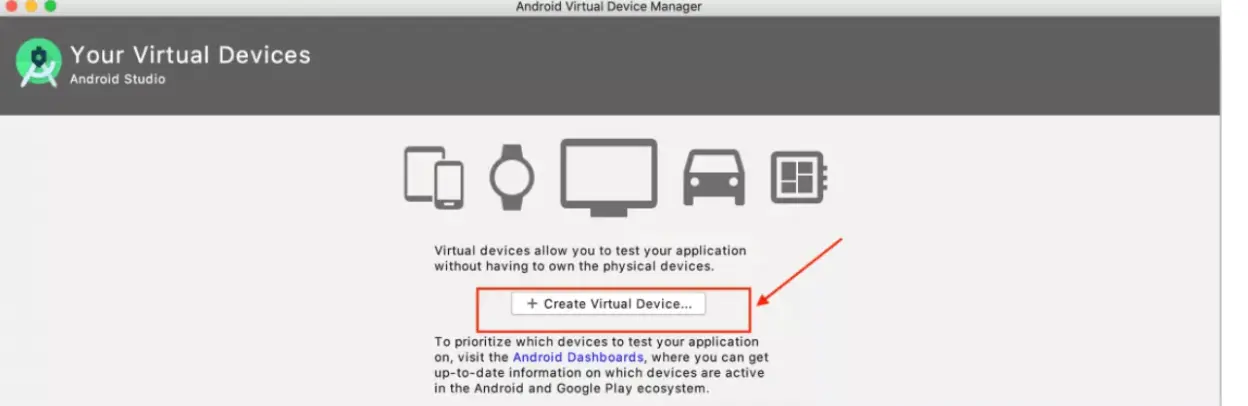 Android Virtual Device Manager
Your Virtual Devices
Android Studio
Virtual devices allow you to test your application
without having to own the physical devices.
+ Create Virtual Device...
To prioritize which devices to test your application
on, visit the Android Dashboards, where you can get
up-to-date information on which devices are active
in the Android and Google Play ecosystem.